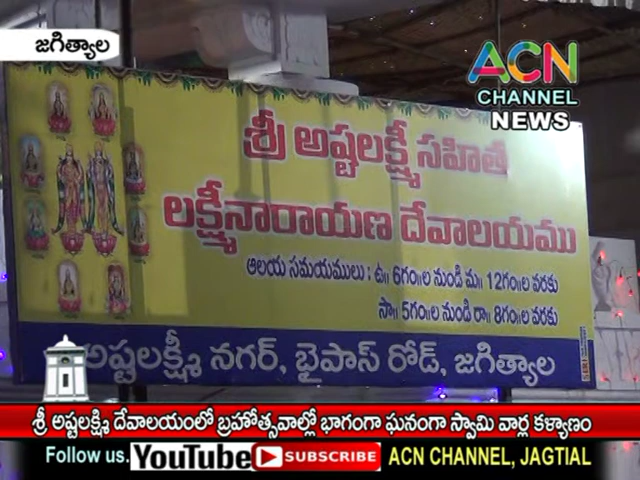 జగిత్యాల
ACN
CHANNEL
NEWS
శ్రీ అష్టలక్ష్మీ సహిత
లక్ష్మీనారాయణ దేవాలయము
ఆలయ సమయములు : ఉ॥ 6గం॥ల నుండి మ॥ 12గం॥ల వరకు
సా॥ 5గం॥ల నుండి రా॥ 8గం॥ల వరకు
అష్టలక్ష్మీ నగర్, బైపాస్ రోడ్, జగిత్యాల
శ్రీ అష్టలక్ష్మి దేవాలయంలో బ్రహోత్సవాల్లో భాగంగా ఘనంగా స్వామి వార్ల కళ్యాణం
Follow us. YouTube SUBSCRIBE ACN CHANNEL, JAGTIAL